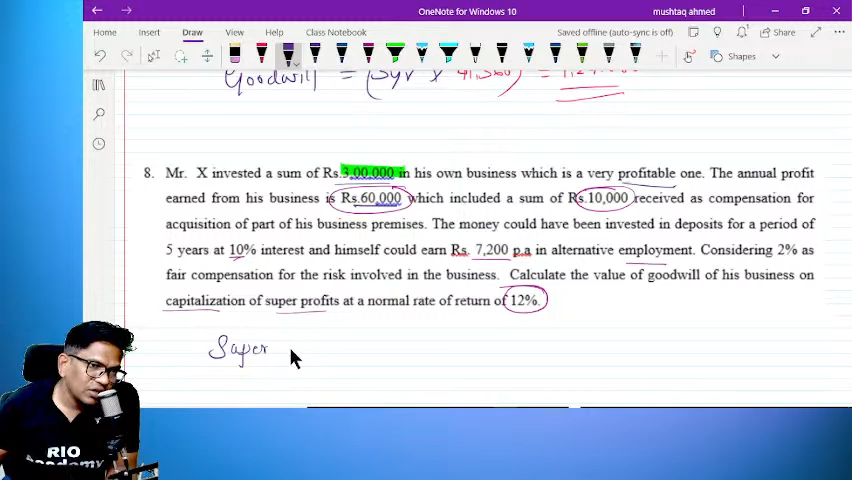 OneNote for Windows 10
mushtaq ahmed
Home Insert Draw View Help Class Notebook
Saved offline (auto-sync is off)
Share
Shapes
Goodwill = (3yr x 41,360) =
8. Mr. X invested a sum of Rs.3,00,000 in his own business which is a very profitable one. The annual profit
earned from his business is Rs.60,000 which included a sum of Rs.10,000 received as compensation for
acquisition of part of his business premises. The money could have been invested in deposits for a period of
5 years at 10% interest and himself could earn Rs. 7,200 p.a in alternative employment. Considering 2% as
fair compensation for the risk involved in the business. Calculate the value of goodwill of his business on
capitalization of super profits at a normal rate of return of 12%.
Super
RIO
Academy